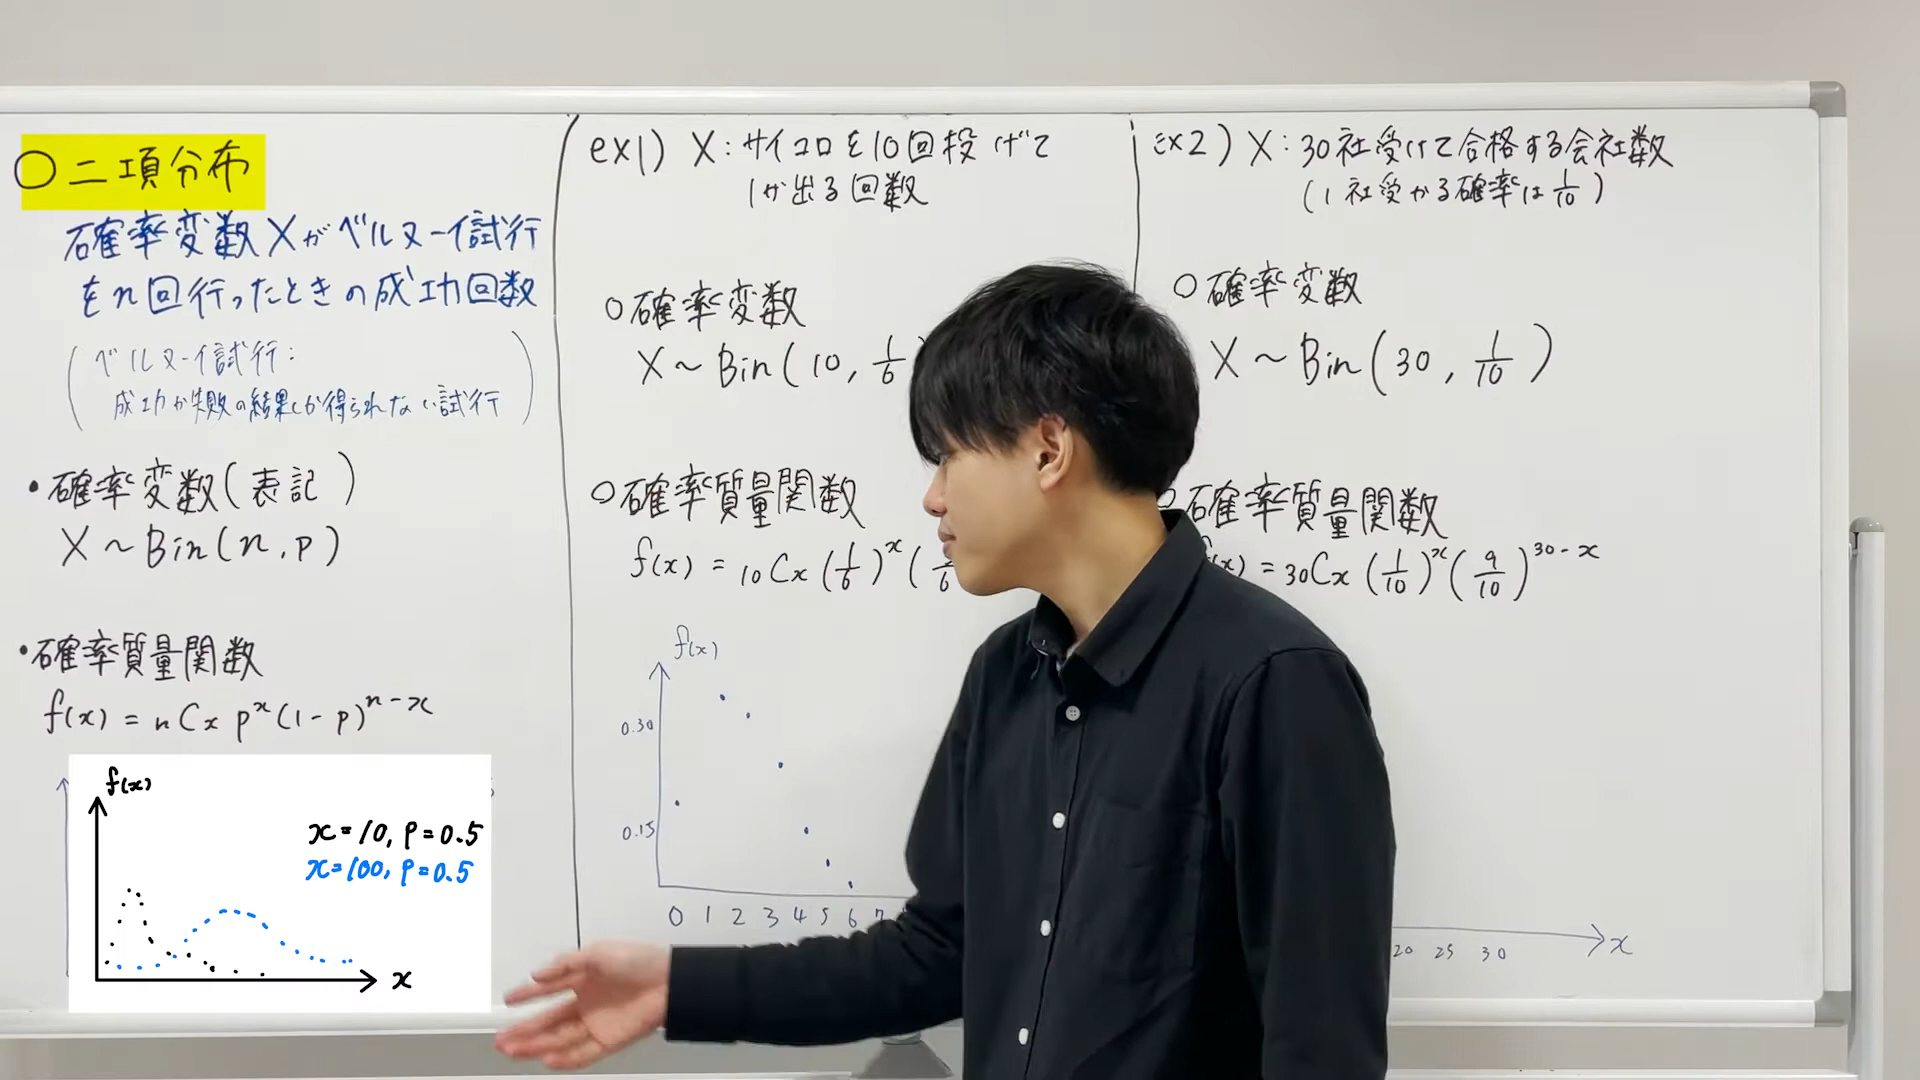 ○二項分布
確率変数Xがベルヌーイ試行
をn回行ったときの成功回数
(ベルヌーイ試行:
成功か失敗の結果しか得られない試行)
・確率変数(表記)
X~Bin(n,p)
・確率質量関数
f(x) = nCx p^x (1-p)^{n-x}
f(x)
x=10, p=0.5
x=100, p=0.5
x
ex1) X:サイコロを10回投げて
1が出る回数
○確率変数
X~Bin(10, 1/6
○確率質量関数
f(x) = 10Cx (1/6)^x (
f(x)
0.30
0.15
0 1 2 3 4 5 6 7
ex2) X:30社受けて合格する会社数
(1社受かる確率は1/10)
○確率変数
X~Bin(30, 1/10)
○確率質量関数
f(x) = 30Cx (1/10)^x (9/10)^{30-x}
20 25 30
x